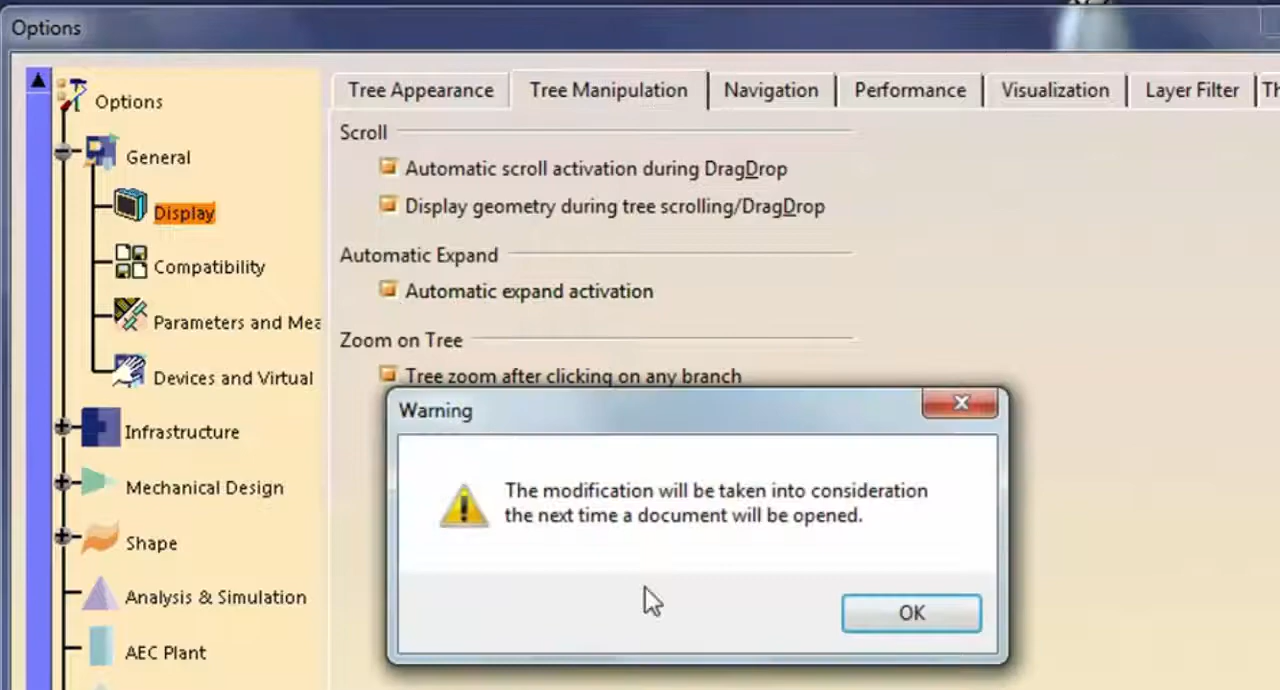 Options
Options
General
Display
Compatibility
Parameters and Mea
Devices and Virtual
Infrastructure
Mechanical Design
Shape
Analysis & Simulation
AEC Plant
Tree Appearance
Tree Manipulation
Navigation
Performance
Visualization
Layer Filter
Th
Scroll
Automatic scroll activation during DragDrop
Display geometry during tree scrolling/DragDrop
Automatic Expand
Automatic expand activation
Zoom on Tree
Tree zoom after clicking on any branch
Warning
The modification will be taken into consideration
the next time a document will be opened.
OK